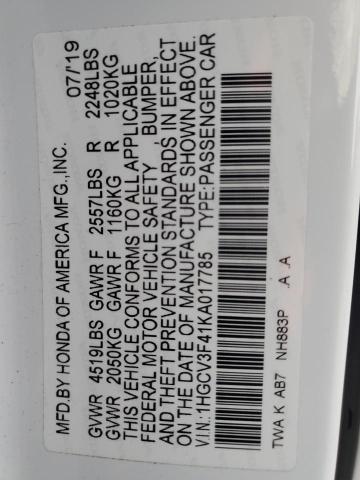 MFD. BY HONDA OF AMERICA MFG., INC. 07/19
GVWR 4519LBS GAWR F 2557LBS R 2248LBS
GVWR 2050KG GAWR F 1160KG R 1020KG
THIS VEHICLE CONFORMS TO ALL APPLICABLE
FEDERAL MOTOR VEHICLE SAFETY , BUMPER,
AND THEFT PREVENTION STANDARDS IN EFFECT
ON THE DATE OF MANUFACTURE SHOWN ABOVE.
V.I.N.: 1HGCV3F41KA017785 TYPE: PASSENGER CAR
TWA K AB7 NH883P .A .A